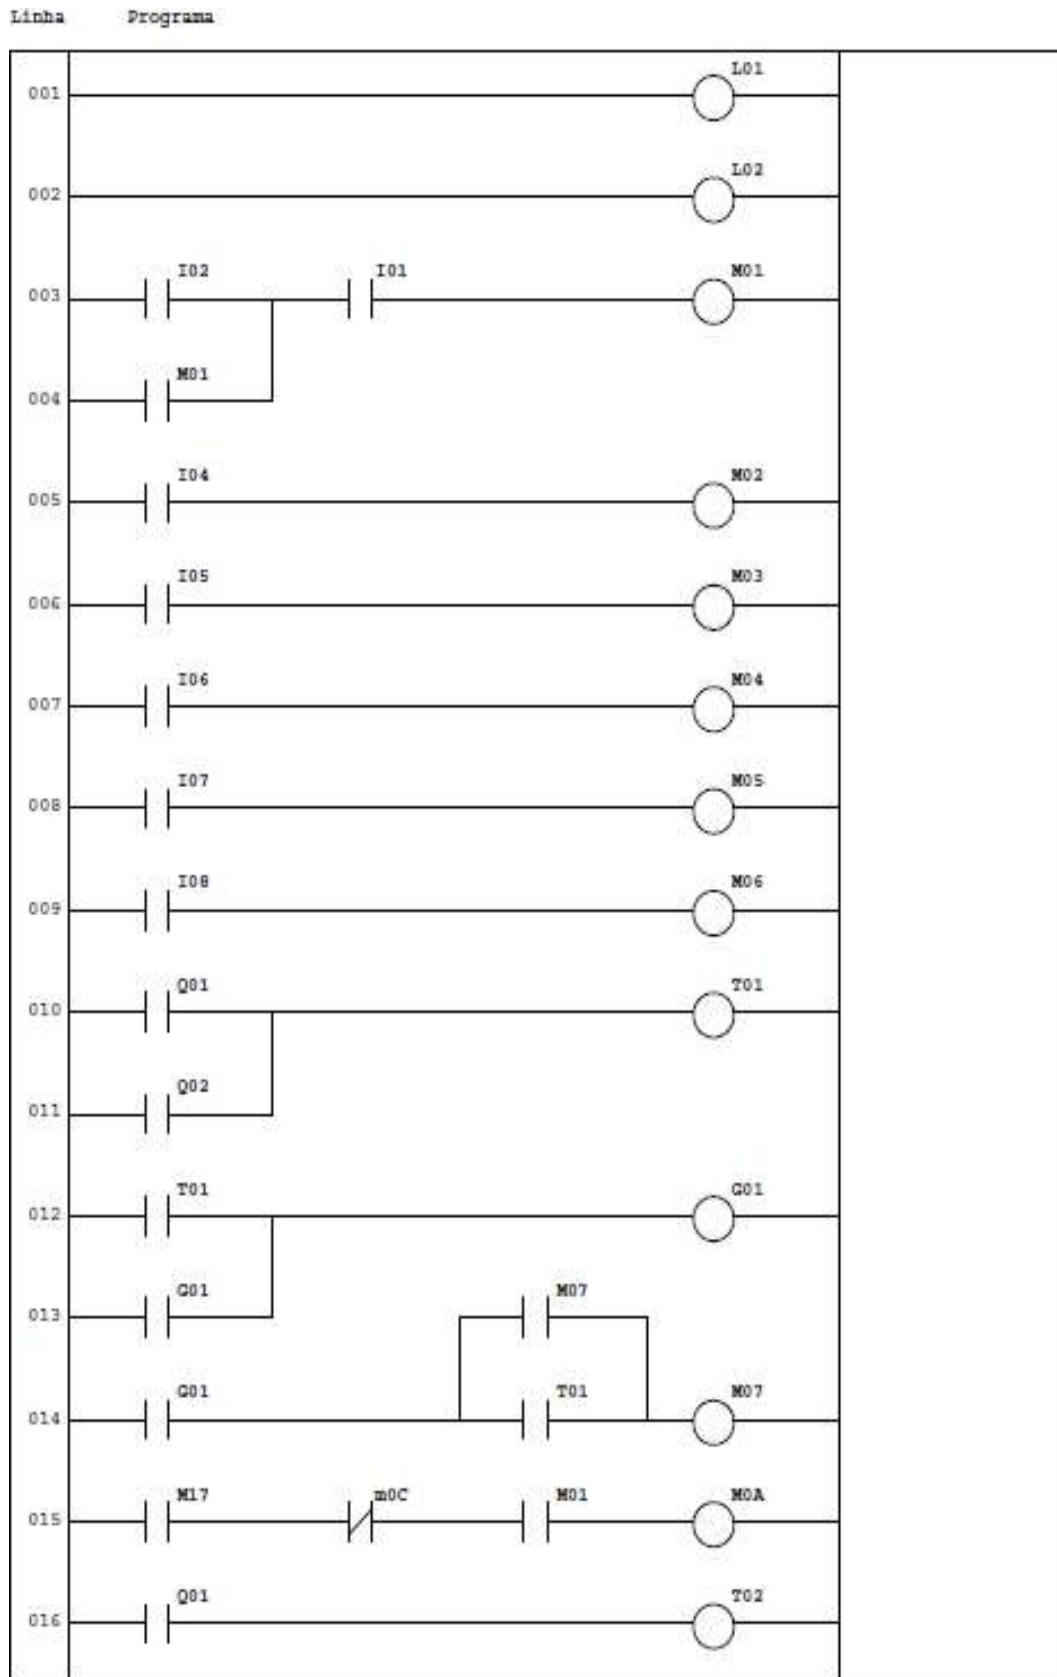 Linha Programa
L01
001
L02
002
I02 I01 M01
003
M01
004
I04 M02
005
I05 M03
006
I06 M04
007
I07 M05
008
I08 M06
009
Q01 T01
010
Q02
011
T01 G01
012
G01 M07
013
G01 T01 M07
014
M17 m0C M01 M0A
015
Q01 T02
016